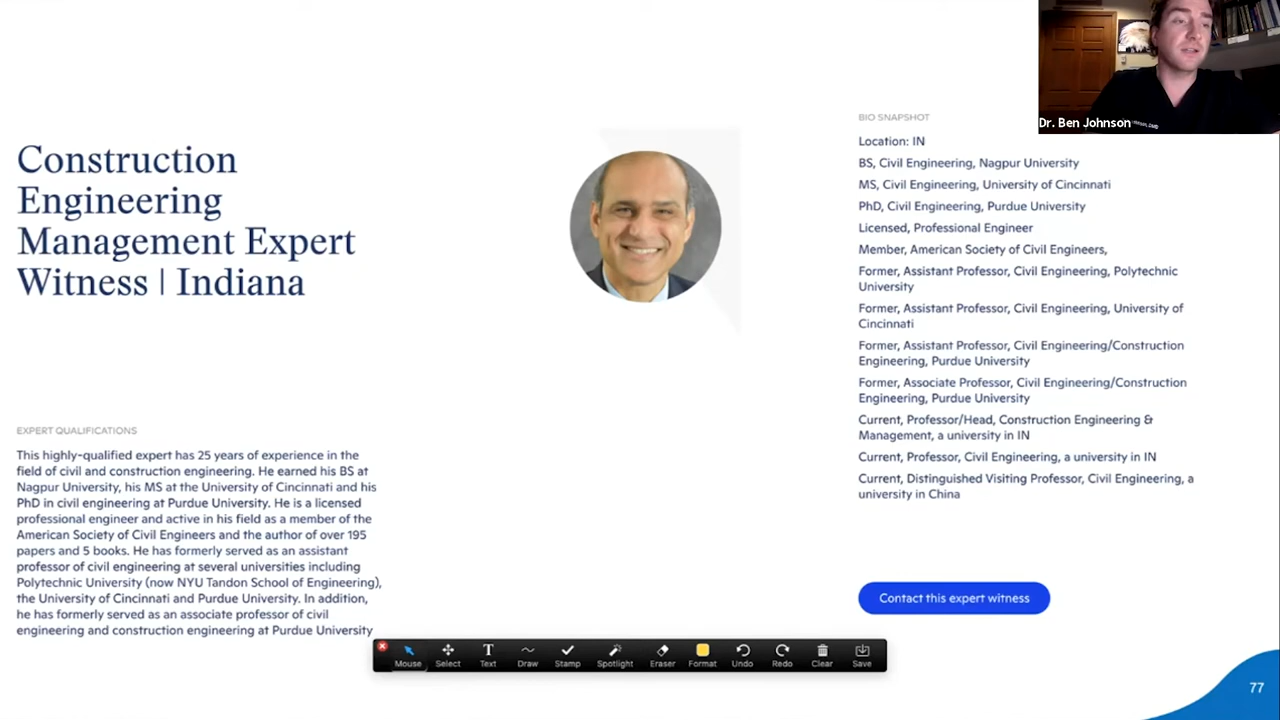 Construction
Engineering
Management Expert
Witness | Indiana
EXPERT QUALIFICATIONS
This highly-qualified expert has 25 years of experience in the
field of civil and construction engineering. He earned his BS at
Nagpur University, his MS at the University of Cincinnati and his
PhD in civil engineering at Purdue University. He is a licensed
professional engineer and active in his field as a member of the
American Society of Civil Engineers and the author of over 195
papers and 5 books. He has formerly served as an assistant
professor of civil engineering at several universities including
Polytechnic University (now NYU Tandon School of Engineering),
the University of Cincinnati and Purdue University. In addition,
he has formerly served as an associate professor of civil
engineering and construction engineering at Purdue University
BIO SNAPSHOT
Location: IN
BS, Civil Engineering, Nagpur University
MS, Civil Engineering, University of Cincinnati
PhD, Civil Engineering, Purdue University
Licensed, Professional Engineer
Member, American Society of Civil Engineers,
Former, Assistant Professor, Civil Engineering, Polytechnic
University
Former, Assistant Professor, Civil Engineering, University of
Cincinnati
Former, Assistant Professor, Civil Engineering/Construction
Engineering, Purdue University
Former, Associate Professor, Civil Engineering/Construction
Engineering, Purdue University
Current, Professor/Head, Construction Engineering &
Management, a university in IN
Current, Professor, Civil Engineering, a university in IN
Current, Distinguished Visiting Professor, Civil Engineering, a
university in China
Contact this expert witness
Dr. Ben Johnson
Mouse Select Text Draw Stamp Spotlight Eraser Format Undo Redo Clear Save
77